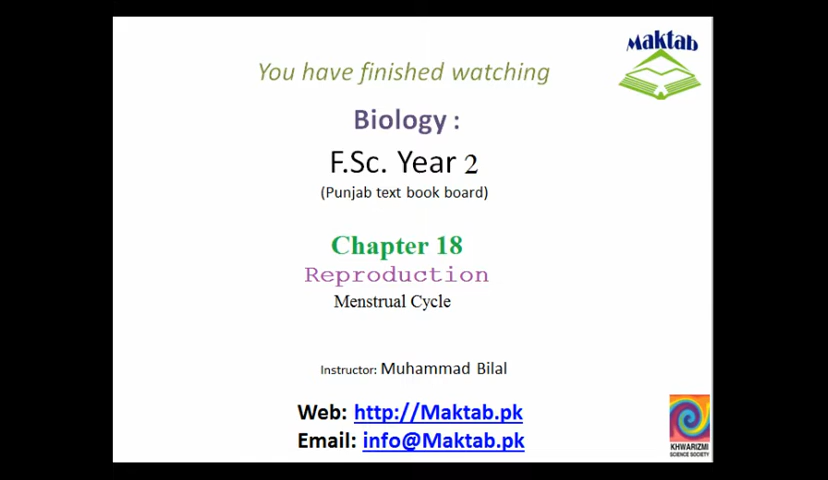 Maktab
You have finished watching
Biology :
F.Sc. Year 2
(Punjab text book board)
Chapter 18
Reproduction
Menstrual Cycle
Instructor: Muhammad Bilal
Web: http://Maktab.pk
Email: info@Maktab.pk
KHWARIZMI
SCIENCE SOCIETY